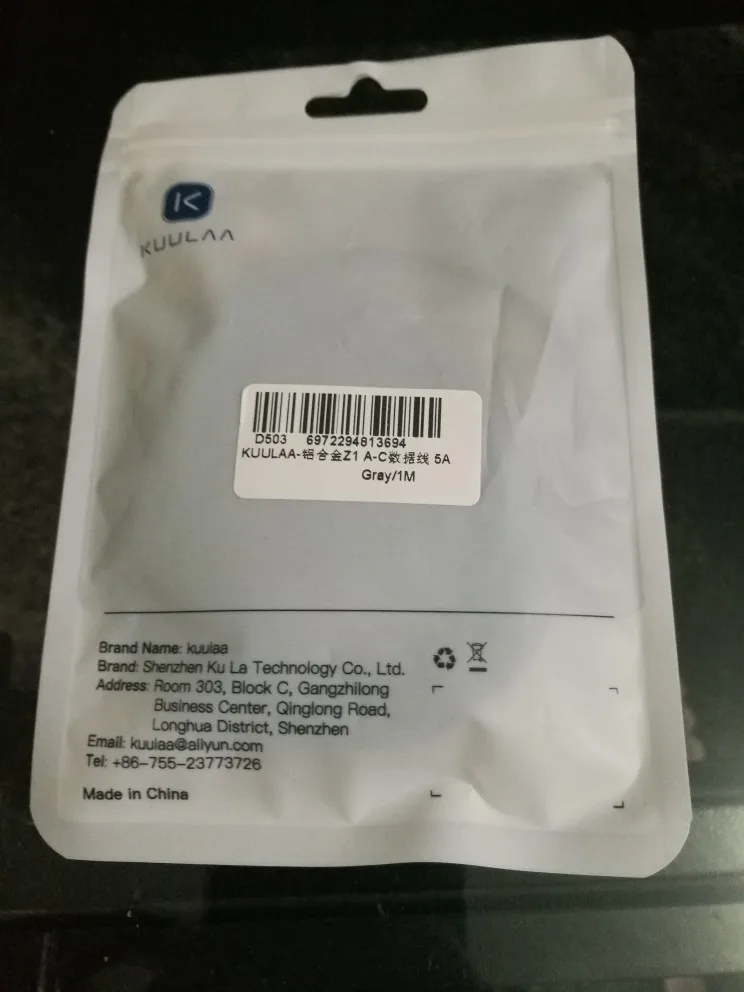 K
KUULAA
D503 6972294813694
KUULAA-铝合金Z1 A-C数据线 5A
Gray/1M
Brand Name: kuulaa
Brand: Shenzhen Ku La Technology Co., Ltd.
Address: Room 303, Block C, Gangzhilong
Business Center, Qinglong Road,
Longhua District, Shenzhen
Email: kuulaa@aliyun.com
Tel: +86-755-23773726
Made in China